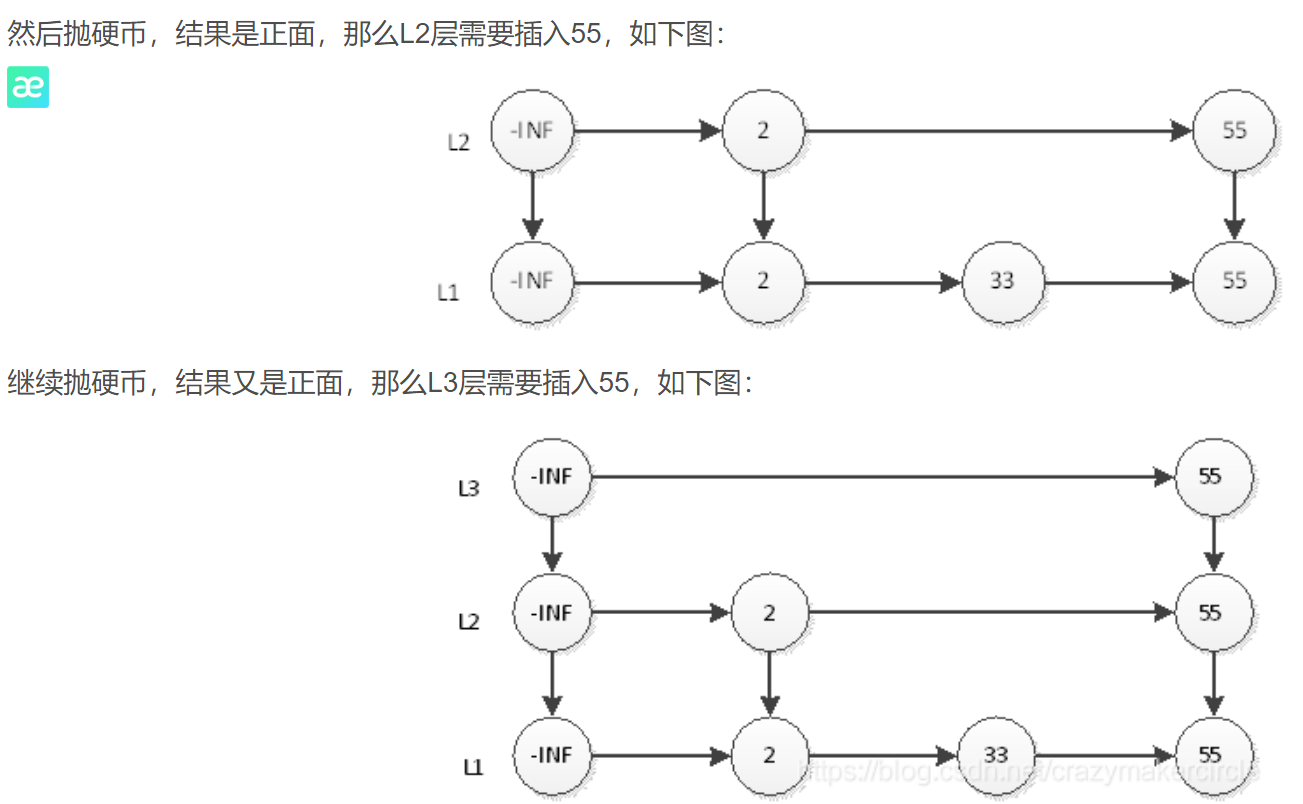 然后抛硬币，结果是正面，那么L2层需要插入55，如下图：
æ
L2 -INF 2 55
L1 -INF 2 33 55
继续抛硬币，结果又是正面，那么L3层需要插入55，如下图：
L3 -INF 55
L2 -INF 2 55
L1 -INF 2 33 55
https://blog.csdn.net/crazymakercircle